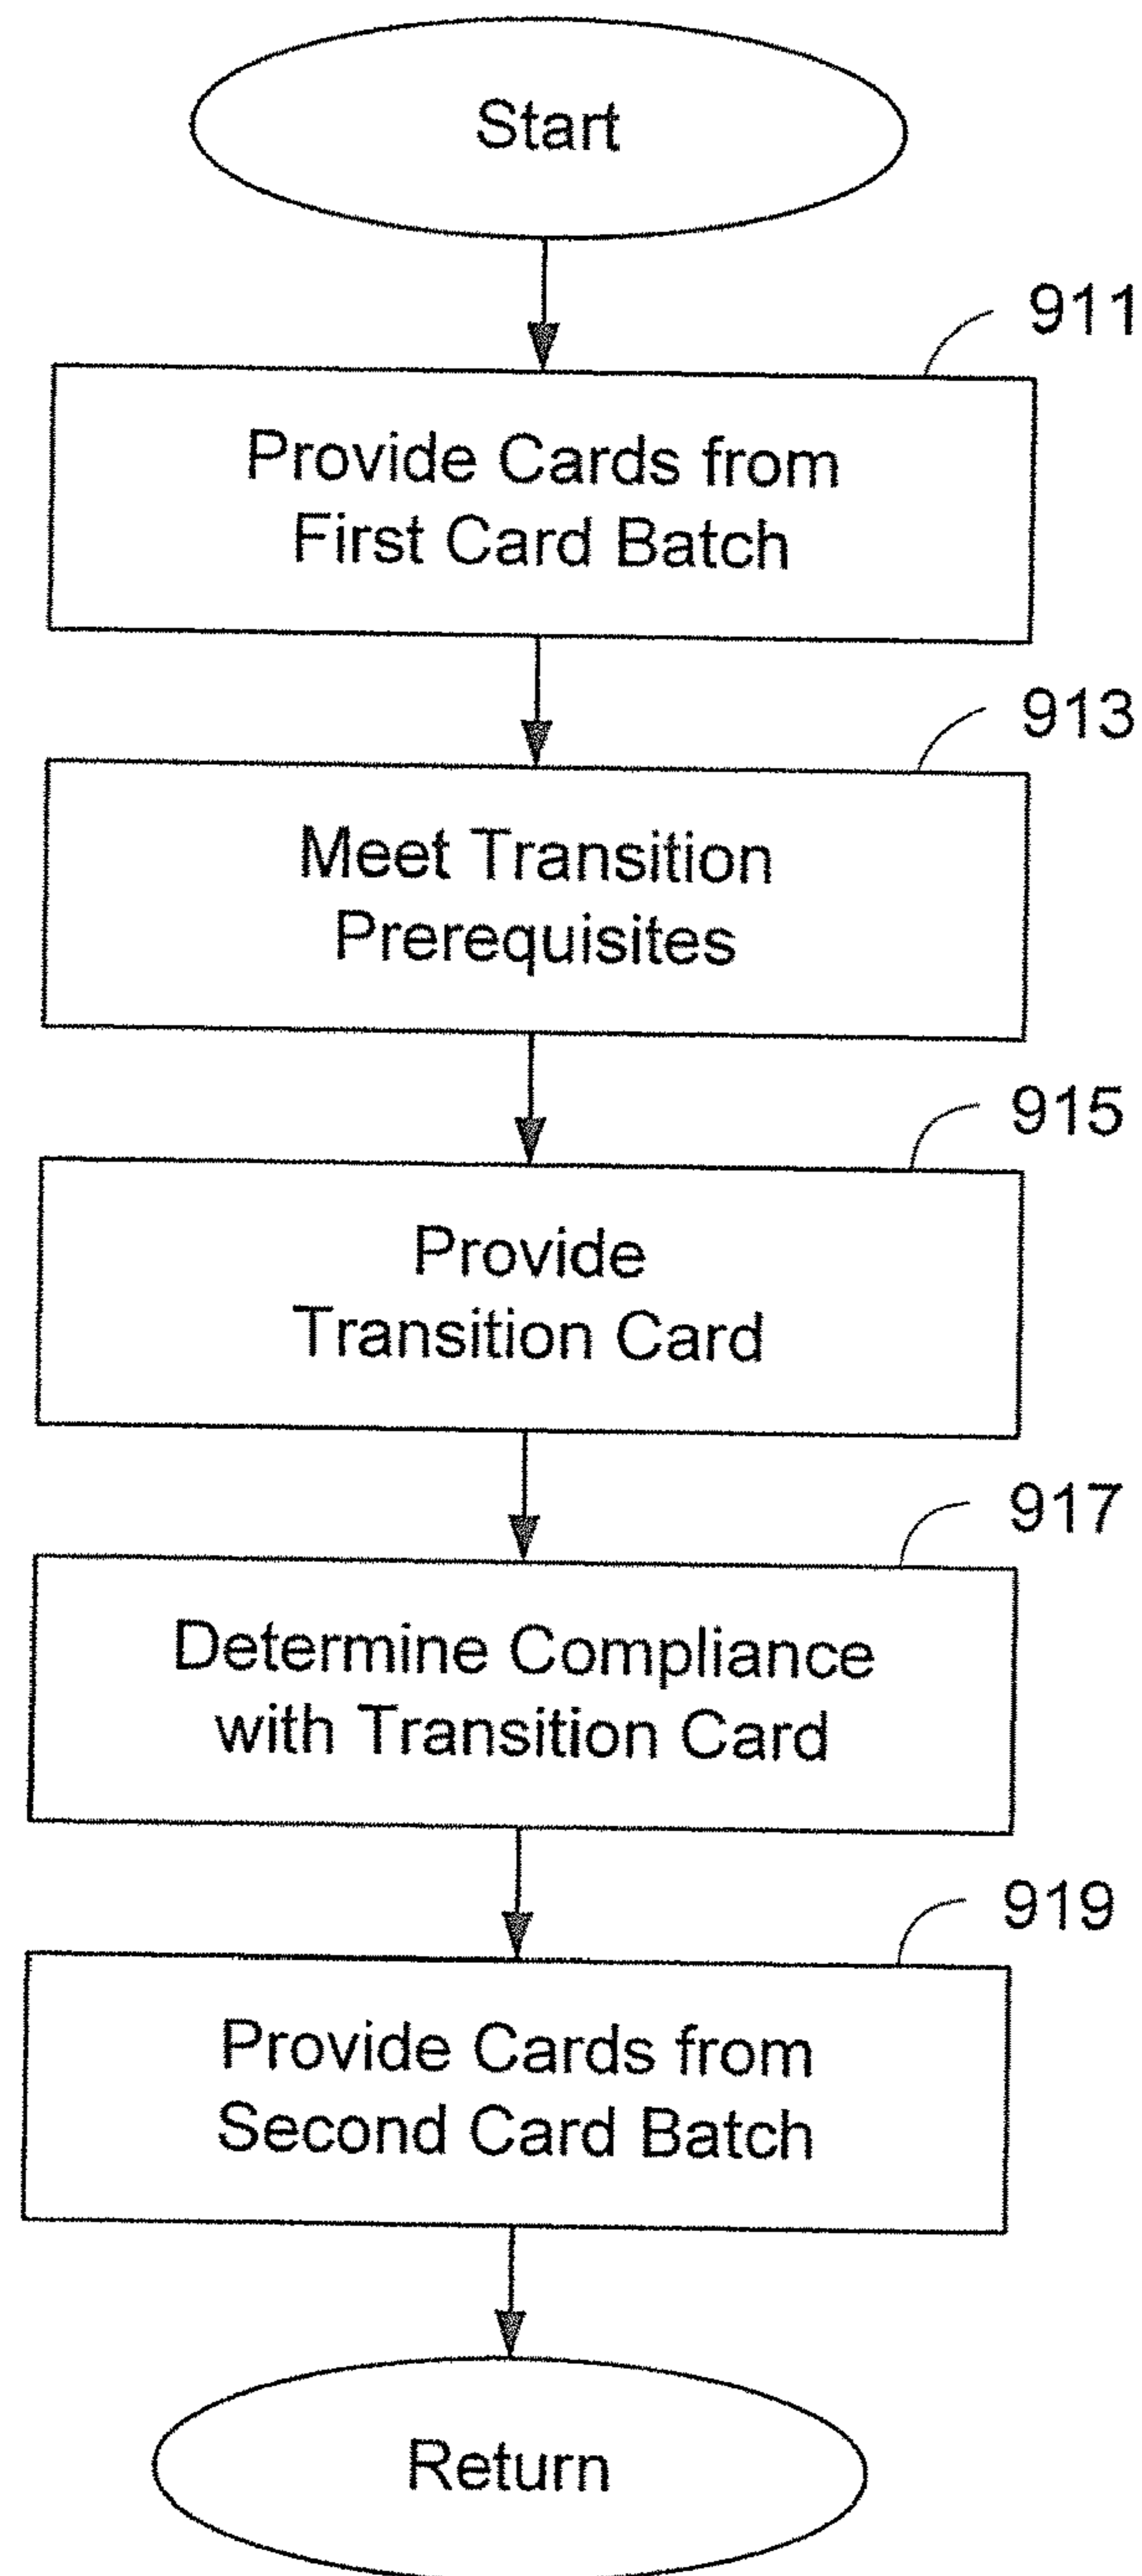 Start
911
Provide Cards from
First Card Batch
913
Meet Transition
Prerequisites
915
Provide
Transition Card
917
Determine Compliance
with Transition Card
919
Provide Cards from
Second Card Batch
Return